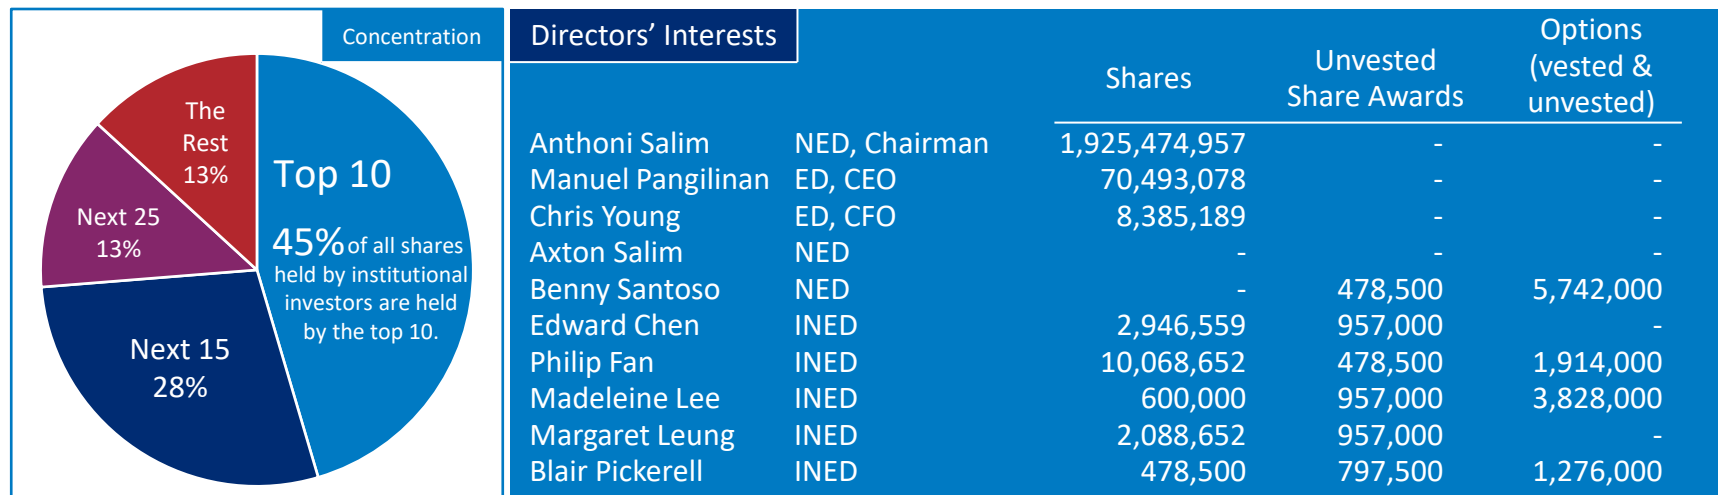 Concentration
The
Rest
13%
Top 10
45% of all shares
held by institutional
investors are held
by the top 10.
Next 25
13%
Next 15
28%
Directors' Interests
Shares
Unvested
Share Awards
Options
(vested &
unvested)
Anthoni Salim NED, Chairman 1,925,474,957 - -
Manuel Pangilinan ED, CEO 70,493,078 - -
Chris Young ED, CFO 8,385,189 - -
Axton Salim NED - - -
Benny Santoso NED - 478,500 5,742,000
Edward Chen INED 2,946,559 957,000 -
Philip Fan INED 10,068,652 478,500 1,914,000
Madeleine Lee INED 600,000 957,000 3,828,000
Margaret Leung INED 2,088,652 957,000 -
Blair Pickerell INED 478,500 797,500 1,276,000